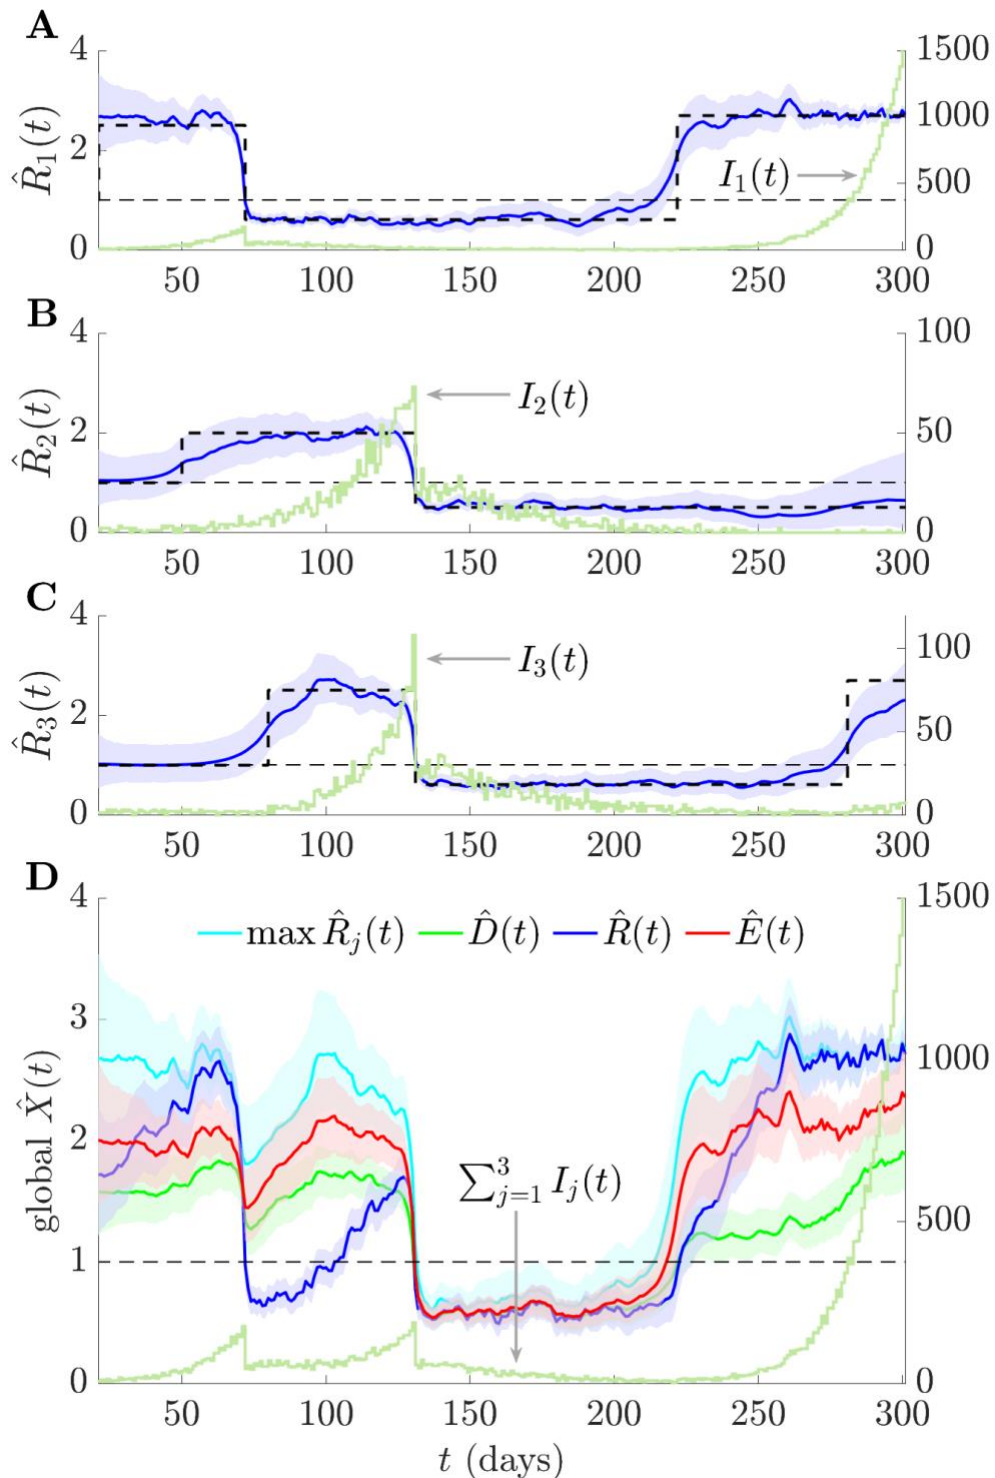 A
4 1500
2 1000
0 500
0
R̂₁(t)
I₁(t)
50 100 150 200 250 300
B
4 100
2 50
0 0
R̂₂(t)
I₂(t)
50 100 150 200 250 300
C
4 100
2 50
0 0
R̂₃(t)
I₃(t)
50 100 150 200 250 300
D
4 1500
max R̂ⱼ(t) D̂(t) R̂(t) Ê(t)
3
1000
2
∑³ⱼ₌₁ Iⱼ(t)
500
1
0 0
global X̂(t)
50 100 150 200 250 300
t (days)